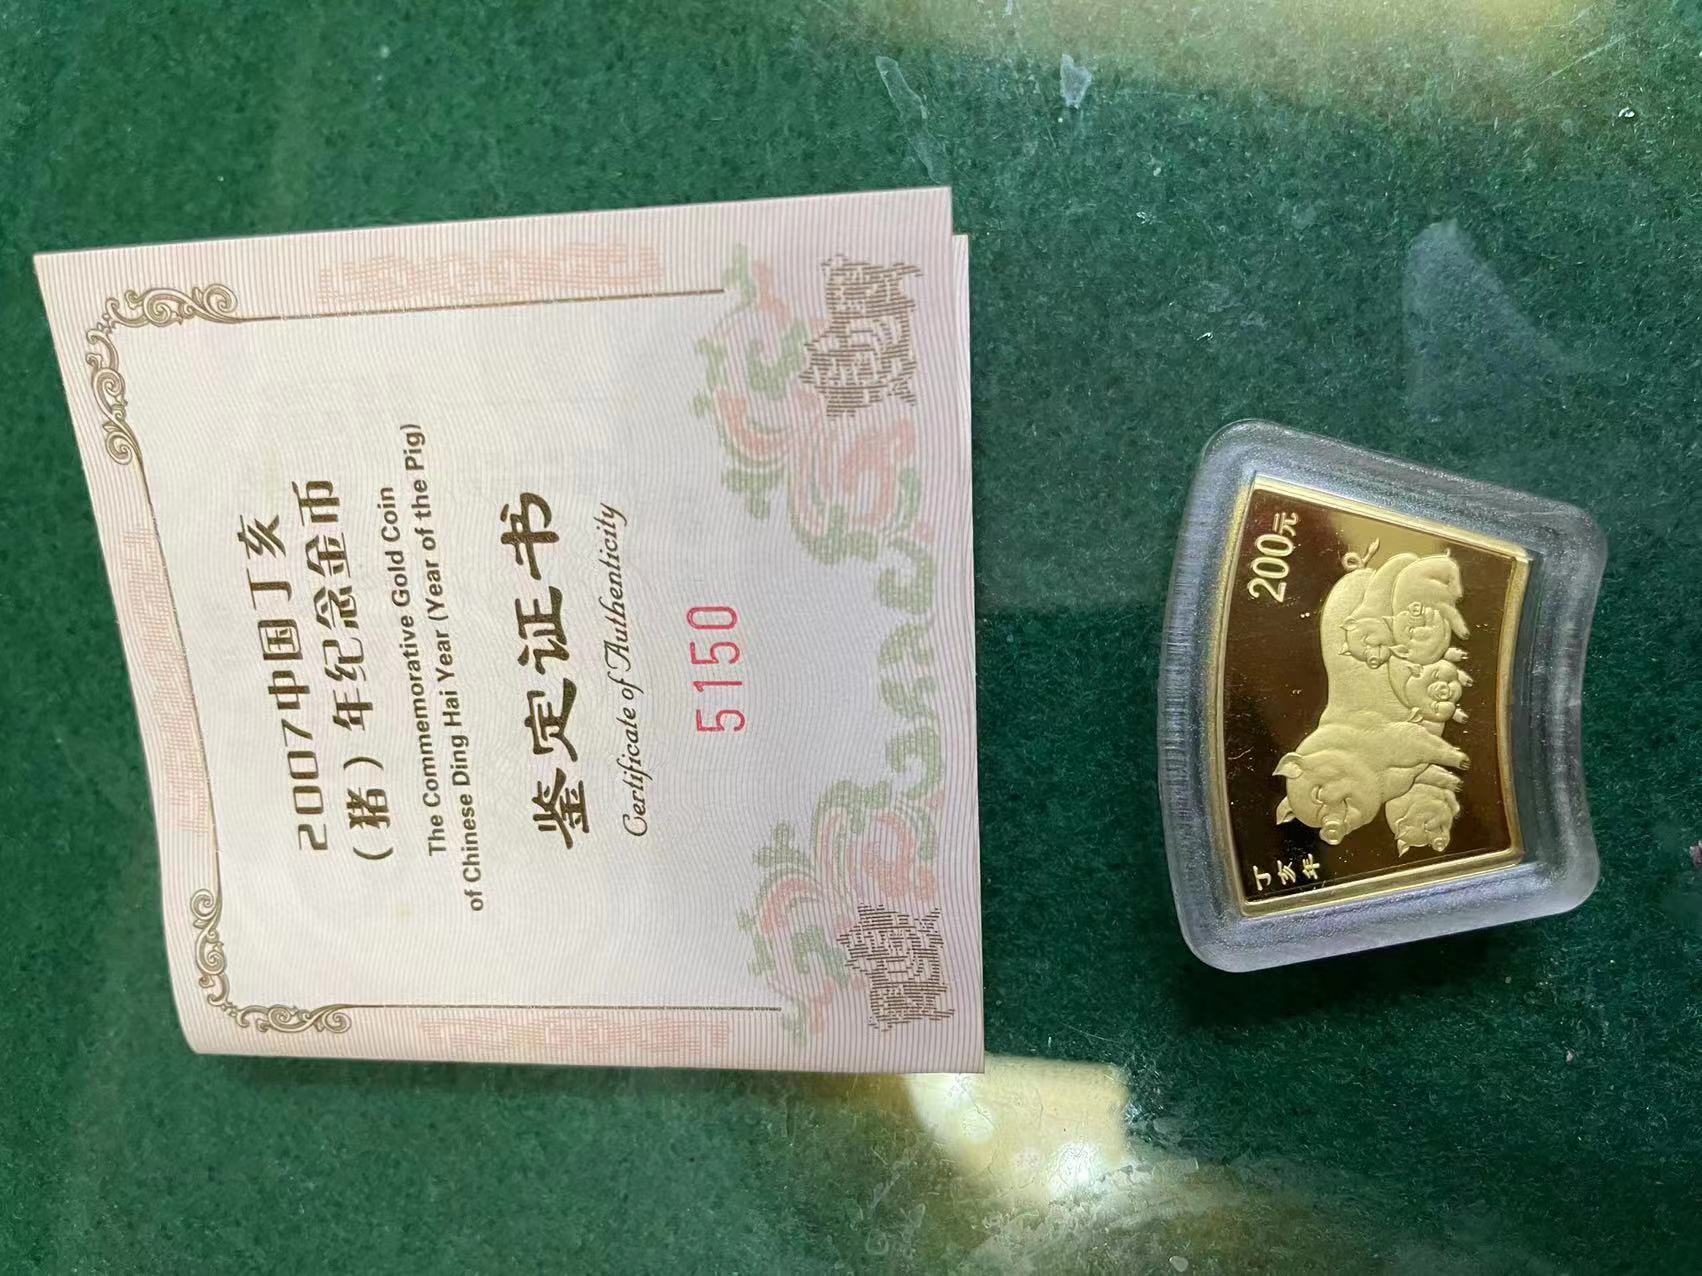 2007中国丁亥
（猪）年纪念金币
The Commemorative Gold Coin
of Chinese Ding Hai Year (Year of the Pig)
鉴定证书
Certificate of Authenticity
5150
200元
丁亥年